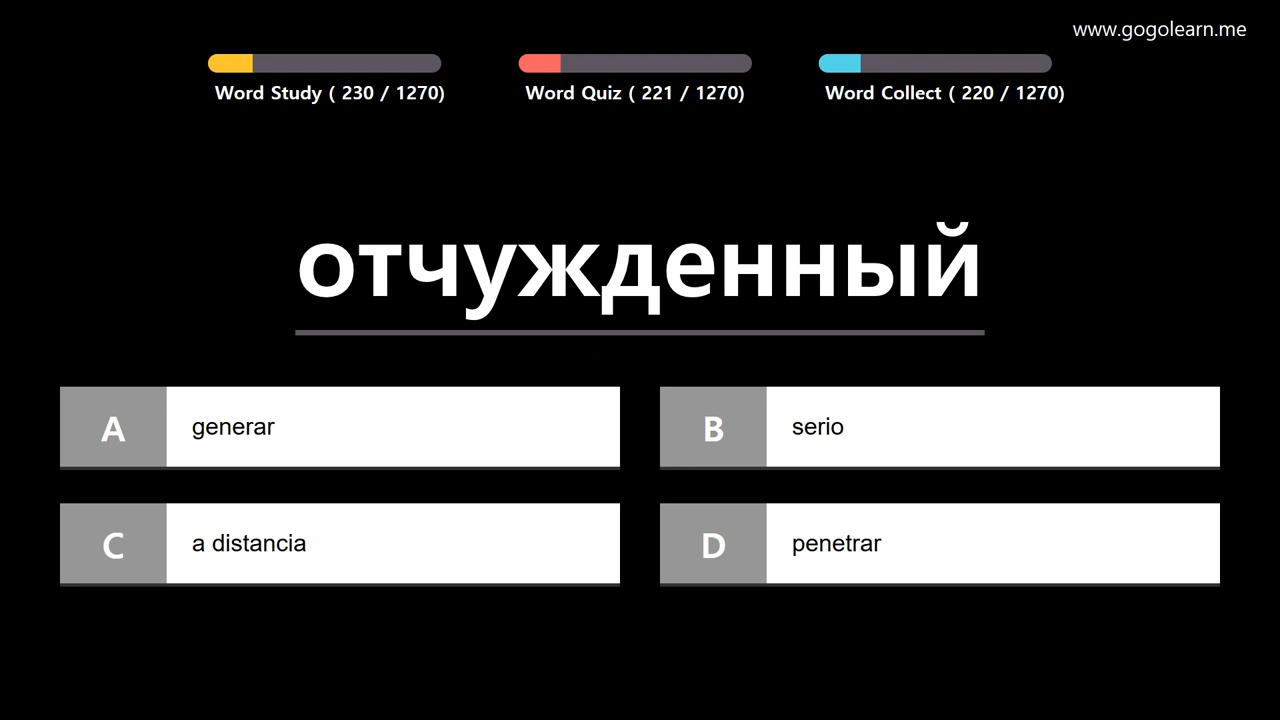 www.gogolearn.me
Word Study ( 230 / 1270)
Word Quiz ( 221 / 1270)
Word Collect ( 220 / 1270)
отчужденный
A generar
B serio
C a distancia
D penetrar